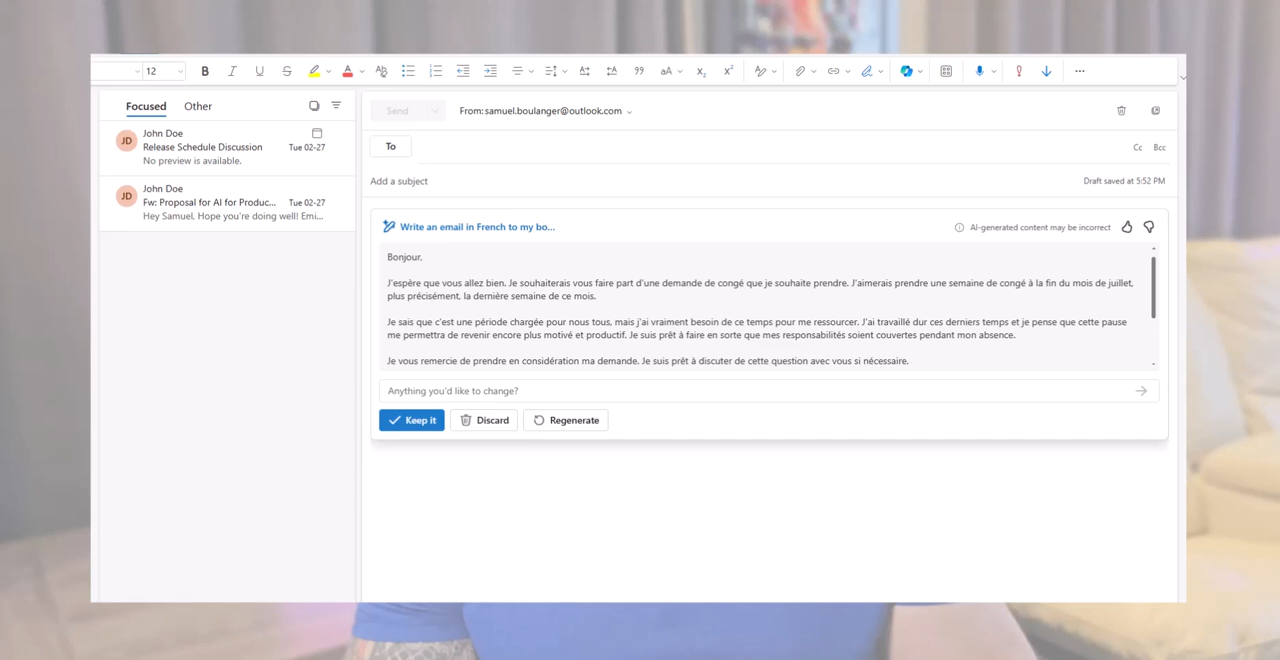 12 B I U S ab A A 99 aA X₂ X² ...
Focused Other
JD John Doe
Release Schedule Discussion Tue 02-27
No preview is available.
JD John Doe
Fw: Proposal for AI for Produc... Tue 02-27
Hey Samuel, Hope you're doing well! Emi...
Send From: samuel.boulanger@outlook.com
To Cc Bcc
Add a subject Draft saved at 5:52 PM
Write an email in French to my bo... AI-generated content may be incorrect
Bonjour,
J'espère que vous allez bien. Je souhaiterais vous faire part d'une demande de congé que je souhaite prendre. J'aimerais prendre une semaine de congé à la fin du mois de juillet,
plus précisément, la dernière semaine de ce mois.
Je sais que c'est une période chargée pour nous tous, mais j'ai vraiment besoin de ce temps pour me ressourcer. J'ai travaillé dur ces derniers temps et je pense que cette pause
me permettra de revenir encore plus motivé et productif. Je suis prêt à faire en sorte que mes responsabilités soient couvertes pendant mon absence.
Je vous remercie de prendre en considération ma demande. Je suis prêt à discuter de cette question avec vous si nécessaire.
Anything you'd like to change?
Keep it Discard Regenerate